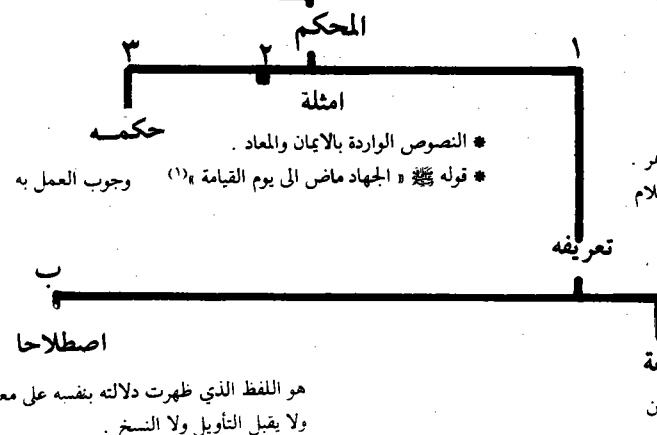 المحكم
١
٢
٣
امثلة
حكمـــه
* النصوص الواردة بالايمان والمعاد .
* قوله ﷺ « الجهاد ماض الى يوم القيامة »(١)
وجوب العمل به
تعريفه
ب
اصطلاحا
هو اللفظ الذي ظهرت دلالته بنفسه على
ولا يقبل التأويل ولا النسخ .